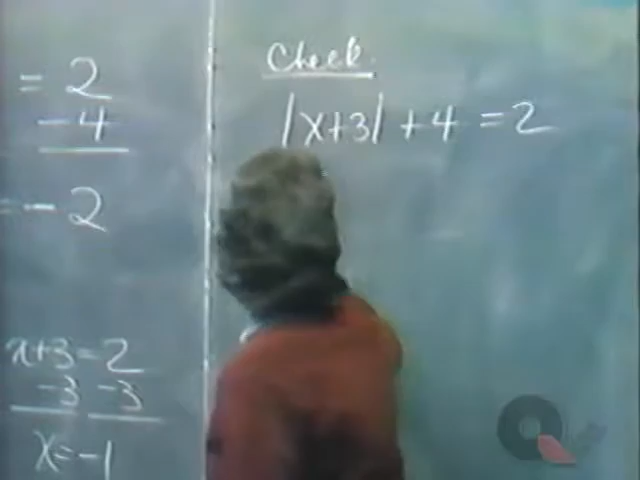 = 2
- 4
= - 2
x+3=2
-3 -3
x=-1
Check
|x+3| + 4 = 2